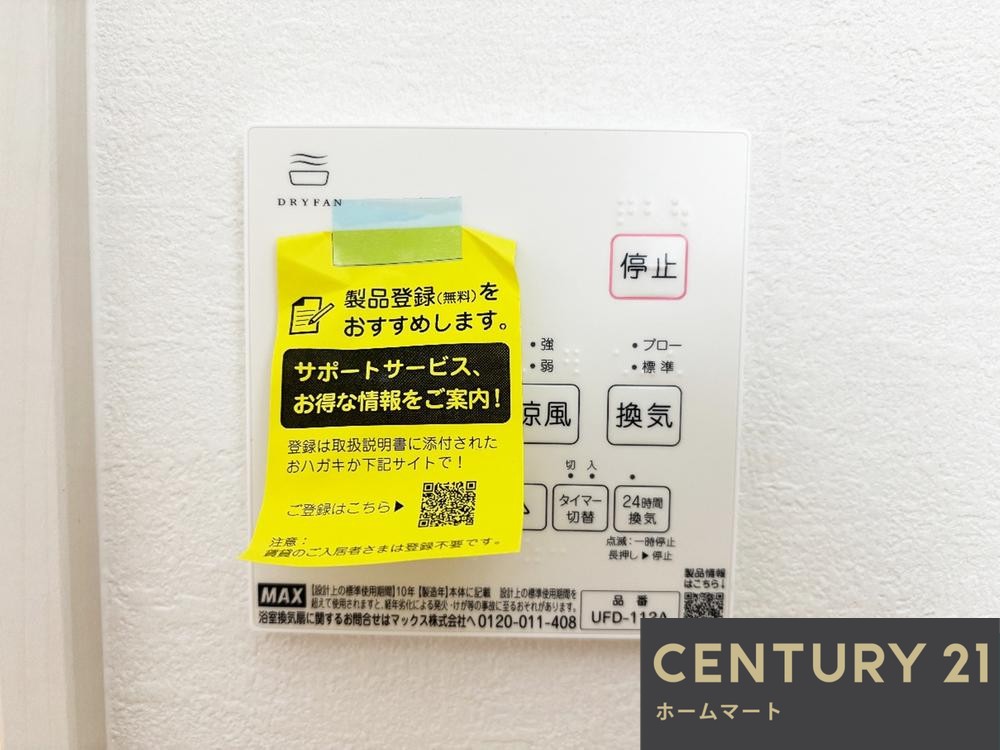 DRYFAN
停止
製品登録(無料)を
おすすめします。
サポートサービス、
お得な情報をご案内!
登録は取扱説明書に添付された
おハガキか下記サイトで!
ご登録はこちら▶
注意:
賃貸のご入居者さまは登録不要です。
・強
・弱
涼風
・ブロー
・標準
換気
切 入
タイマー
切替
24時間
換気
点滅:一時停止
長押し▶停止
製品情報
はこちら↓
MAX
【設計上の標準使用期間】10年【製造年】本体に記載 設計上の標準使用期間を
超えて使用されますと、経年劣化による発火・けが等の事故に至るおそれがあります。
浴室換気扇に関するお問合せはマックス株式会社へ 0120-011-408
品番
CENTURY 21
ホームマート